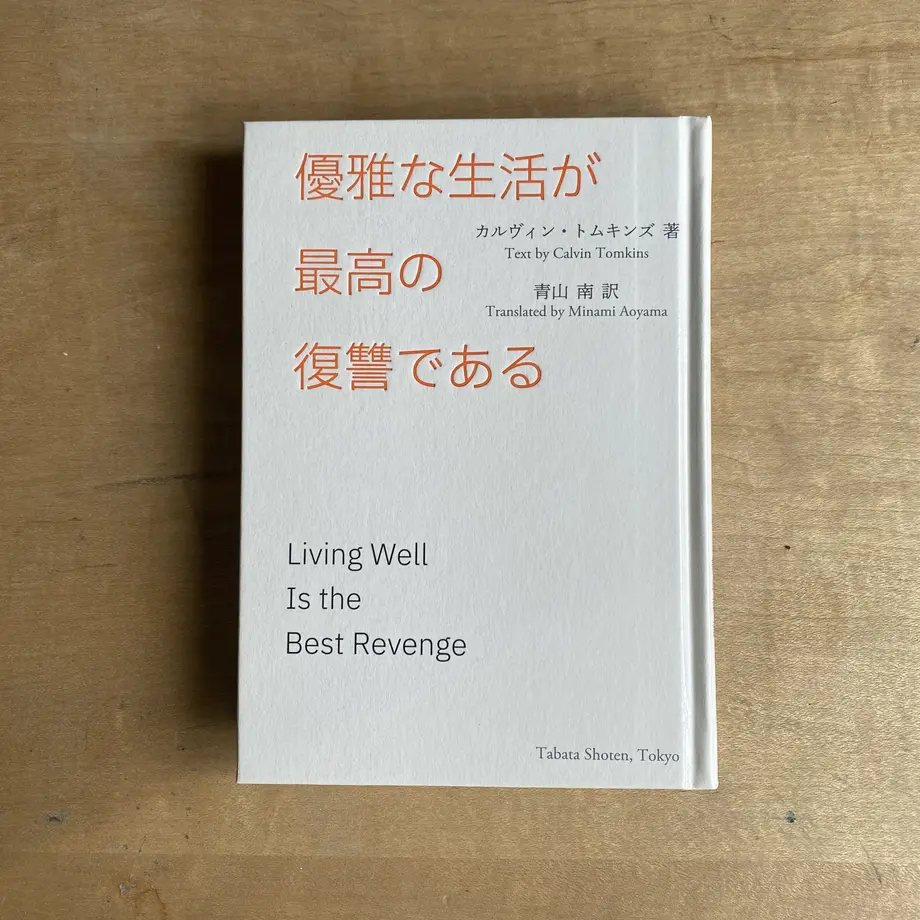 優雅な生活が
最高の
復讐である
カルヴィン・トムキンズ 著
Text by Calvin Tomkins
青山 南 訳
Translated by Minami Aoyama
Living Well
Is the
Best Revenge
Tabata Shoten, Tokyo